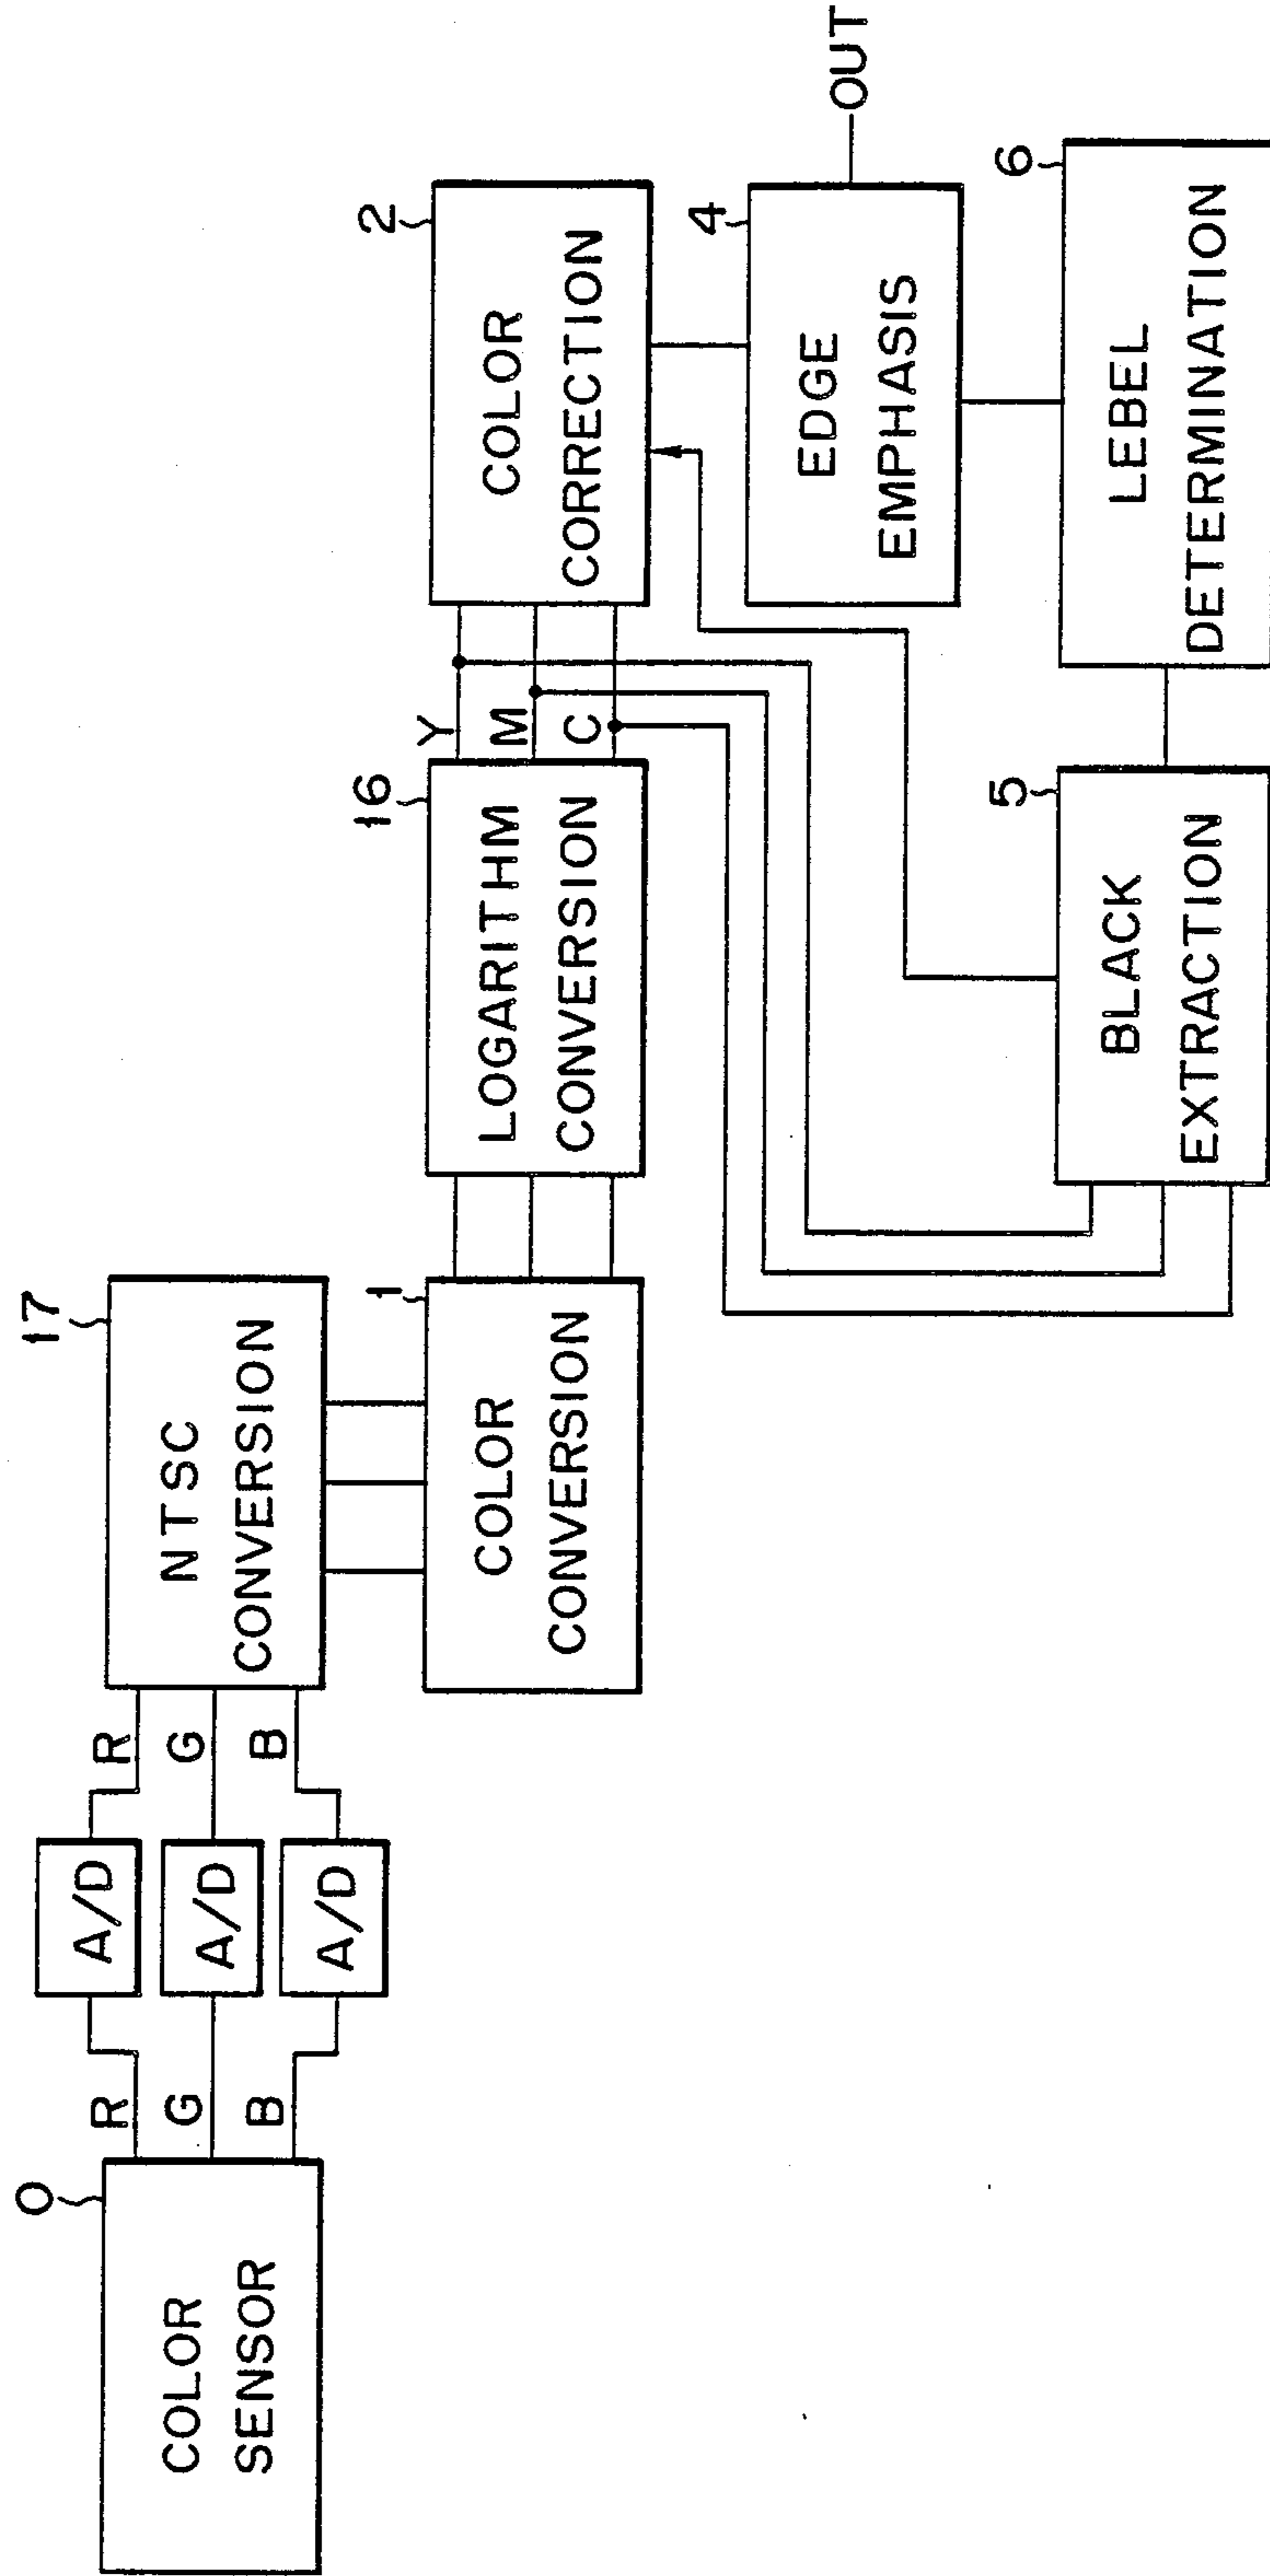 0
COLOR
SENSOR
R
G
B
A/D
A/D
A/D
R
G
B
17
NTSC
CONVERSION
1
COLOR
CONVERSION
16
LOGARITHM
CONVERSION
Y
M
C
2
COLOR
CORRECTION
4
EDGE
EMPHASIS
OUT
5
BLACK
EXTRACTION
6
LEBEL
DETERMINATION